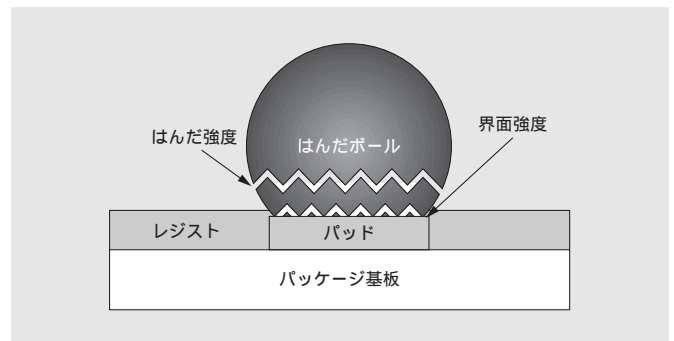 界面強度
はんだ強度
はんだボール
レジスト
パッド
パッケージ基板